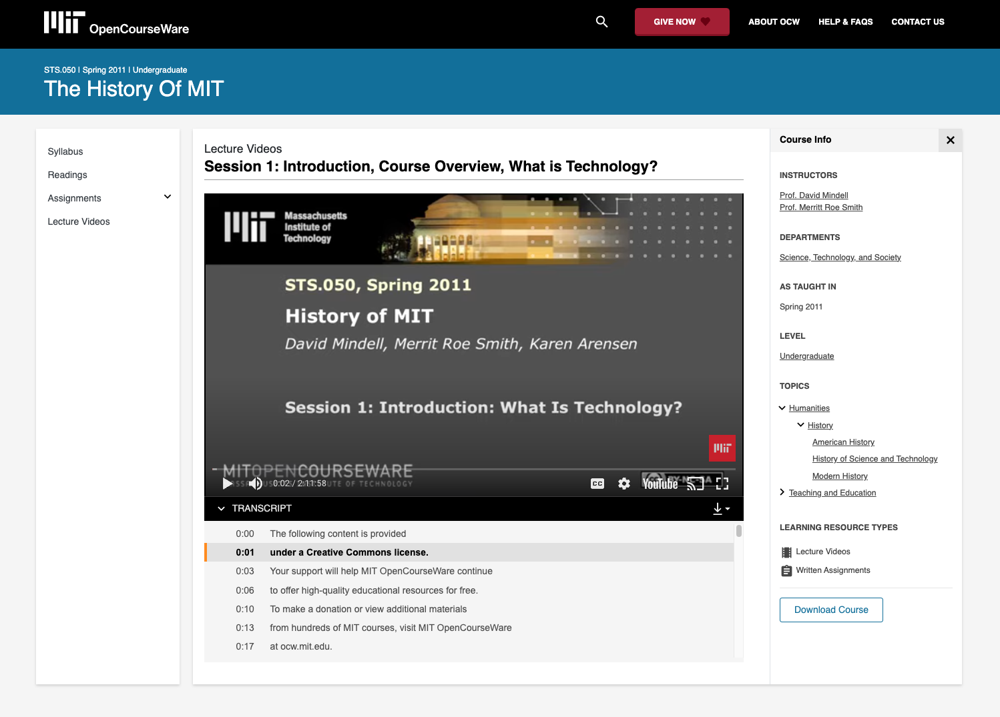 MIT OpenCourseWare
GIVE NOW
ABOUT OCW
HELP & FAQS
CONTACT US
STS.050 | Spring 2011 | Undergraduate
The History Of MIT
Syllabus
Readings
Assignments
Lecture Videos
Lecture Videos
Session 1: Introduction, Course Overview, What is Technology?
MIT
Massachusetts
Institute of
Technology
STS.050, Spring 2011
History of MIT
David Mindell, Merrit Roe Smith, Karen Arensen
Session 1: Introduction: What Is Technology?
MIT
MITOPENCOURSEWARE
0:02 / 2:11:58
CC
YouTube
BY-NC-SA
TRANSCRIPT
0:00 The following content is provided
0:01 under a Creative Commons license.
0:03 Your support will help MIT OpenCourseWare continue
0:06 to offer high-quality educational resources for free.
0:10 To make a donation or view additional materials
0:13 from hundreds of MIT courses, visit MIT OpenCourseWare
0:17 at ocw.mit.edu.
Course Info
INSTRUCTORS
Prof. David Mindell
Prof. Merritt Roe Smith
DEPARTMENTS
Science, Technology, and Society
AS TAUGHT IN
Spring 2011
LEVEL
Undergraduate
TOPICS
Humanities
History
American History
History of Science and Technology
Modern History
Teaching and Education
LEARNING RESOURCE TYPES
Lecture Videos
Written Assignments
Download Course